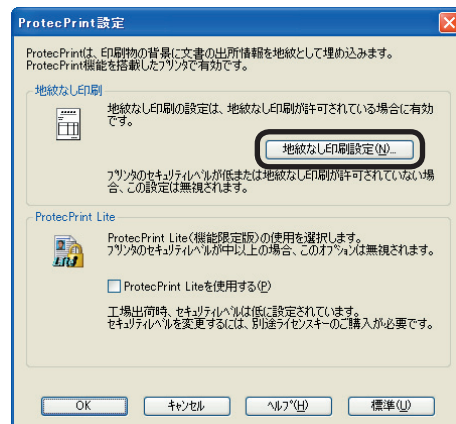 ProtecPrint設定
ProtecPrintは、印刷物の背景に文書の出所情報を地紋として埋め込みます。
ProtecPrint機能を搭載したプリンタで有効です。
地紋なし印刷
地紋なし印刷の設定は、地紋なし印刷が許可されている場合に有効
です。
地紋なし印刷設定(N)...
プリンタのセキュリティレベルが低または地紋なし印刷が許可されていない場
合、この設定は無視されます。
ProtecPrint Lite
ProtecPrint Lite(機能限定版)の使用を選択します。
プリンタのセキュリティレベルが中以上の場合、このオプションは無視されます。
LITE
ProtecPrint Liteを使用する(P)
工場出荷時、セキュリティレベルは低に設定されています。
セキュリティレベルを変更するには、別途ライセンスキーのご購入が必要です。
OK
キャンセル
ヘルプ(H)
標準(U)